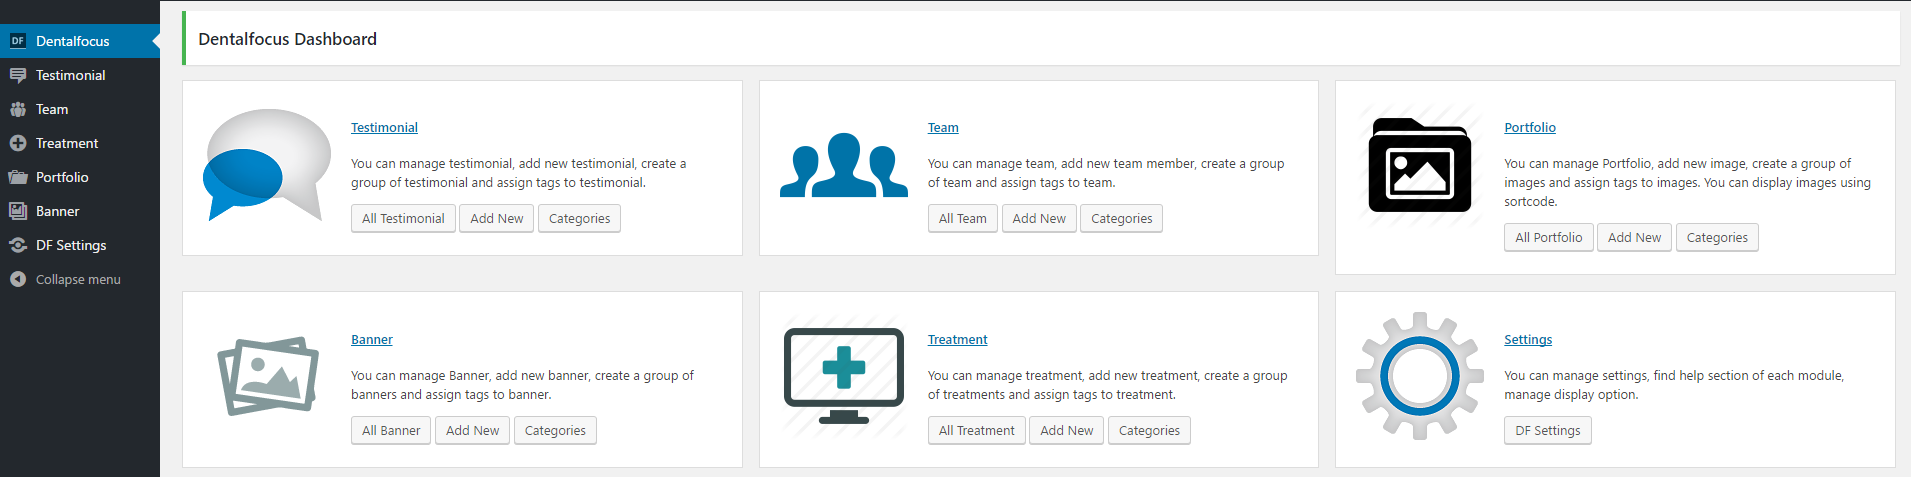 DF Dentalfocus
Testimonial
Team
Treatment
Portfolio
Banner
DF Settings
Collapse menu
Dentalfocus Dashboard
Testimonial
You can manage testimonial, add new testimonial, create a
group of testimonial and assign tags to testimonial.
All Testimonial Add New Categories
Team
You can manage team, add new team member, create a group
of team and assign tags to team.
All Team Add New Categories
Portfolio
You can manage Portfolio, add new image, create a group of
images and assign tags to images. You can display images using
sortcode.
All Portfolio Add New Categories
Banner
You can manage Banner, add new banner, create a group of
banners and assign tags to banner.
All Banner Add New Categories
Treatment
You can manage treatment, add new treatment, create a group
of treatments and assign tags to treatment.
All Treatment Add New Categories
Settings
You can manage settings, find help section of each module,
manage display option.
DF Settings